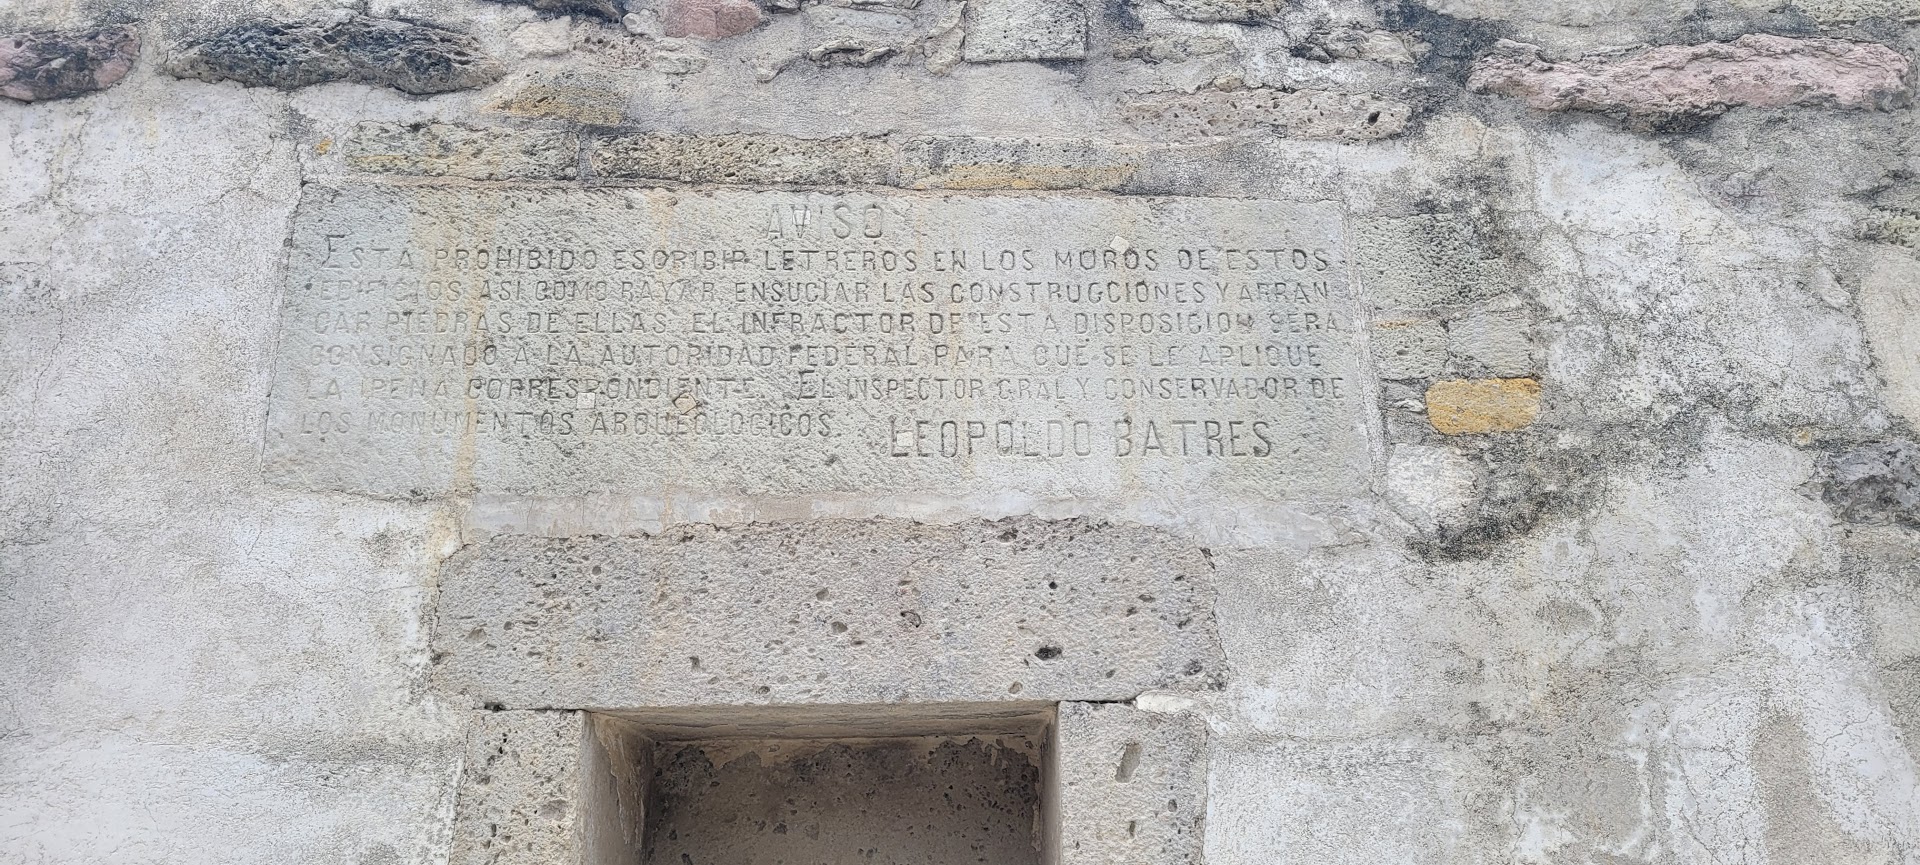 AVISO
ESTA PROHIBIDO ESCRIBIR LETREROS EN LOS MUROS DE ESTOS
EDIFICIOS ASI COMO RAYAR, ENSUCIAR LAS CONSTRUCCIONES Y ARRAN
CAR PIEDRAS DE ELLAS. EL INFRACTOR DE ESTA DISPOSICION SERA
CONSIGNADO A LA AUTORIDAD FEDERAL PARA QUE SE LE APLIQUE
LA PENA CORRESPONDIENTE. EL INSPECTOR GRAL Y CONSERVADOR DE
LOS MONUMENTOS ARQUEOLOGICOS.
LEOPOLDO BATRES